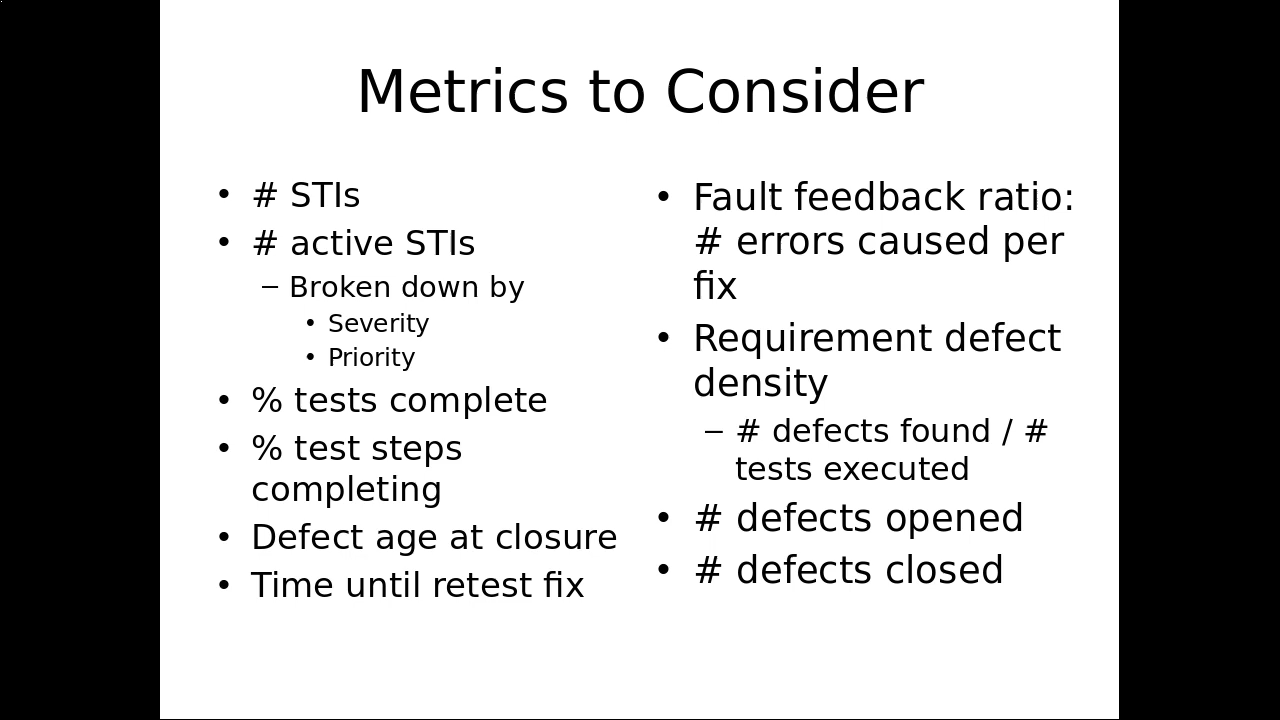 Metrics to Consider
• # STIs
• # active STIs
– Broken down by
• Severity
• Priority
• % tests complete
• % test steps
completing
• Defect age at closure
• Time until retest fix
• Fault feedback ratio:
# errors caused per
fix
• Requirement defect
density
– # defects found / #
tests executed
• # defects opened
• # defects closed